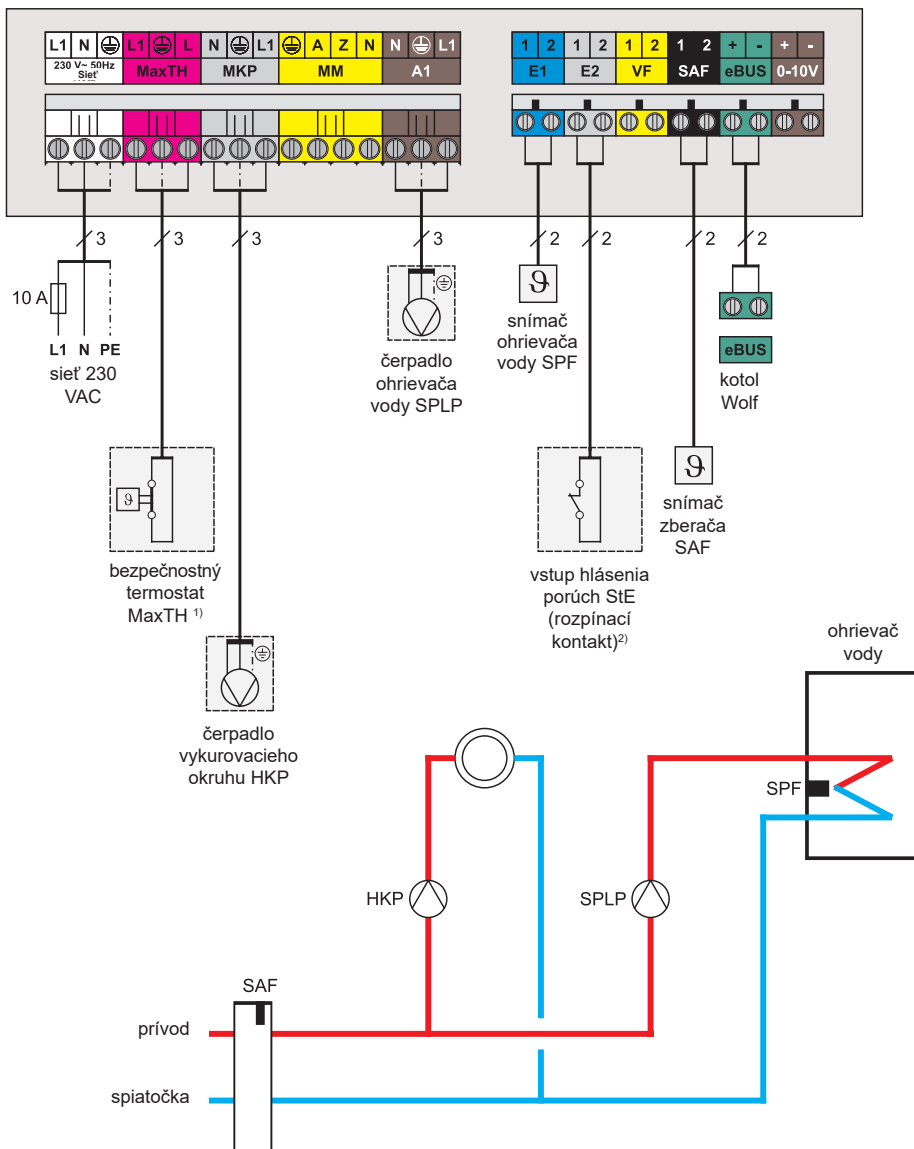 L1 N L1 L N L1 A Z N N L1
230 V~ 50Hz
Sieť
MaxTH MKP MM A1
1 2 1 2 1 2 1 2 + - + -
E1 E2 VF SAF eBUS 0-10V
3 3 3 3 2 2 2 2
10 A
L1 N PE
sieť 230
VAC
čerpadlo
ohrievača
vody SPLP
ϑ
snímač
ohrievača
vody SPF
eBUS
kotol
Wolf
ϑ
bezpečnostný
termostat
MaxTH 1)
vstup hlásenia
porúch StE
(rozpínací
kontakt)2)
ϑ
snímač
zberača
SAF
čerpadlo
vykurovacieho
okruhu HKP
ohrievač
vody
SPF
HKP
SPLP
SAF
prívod
spiatočka